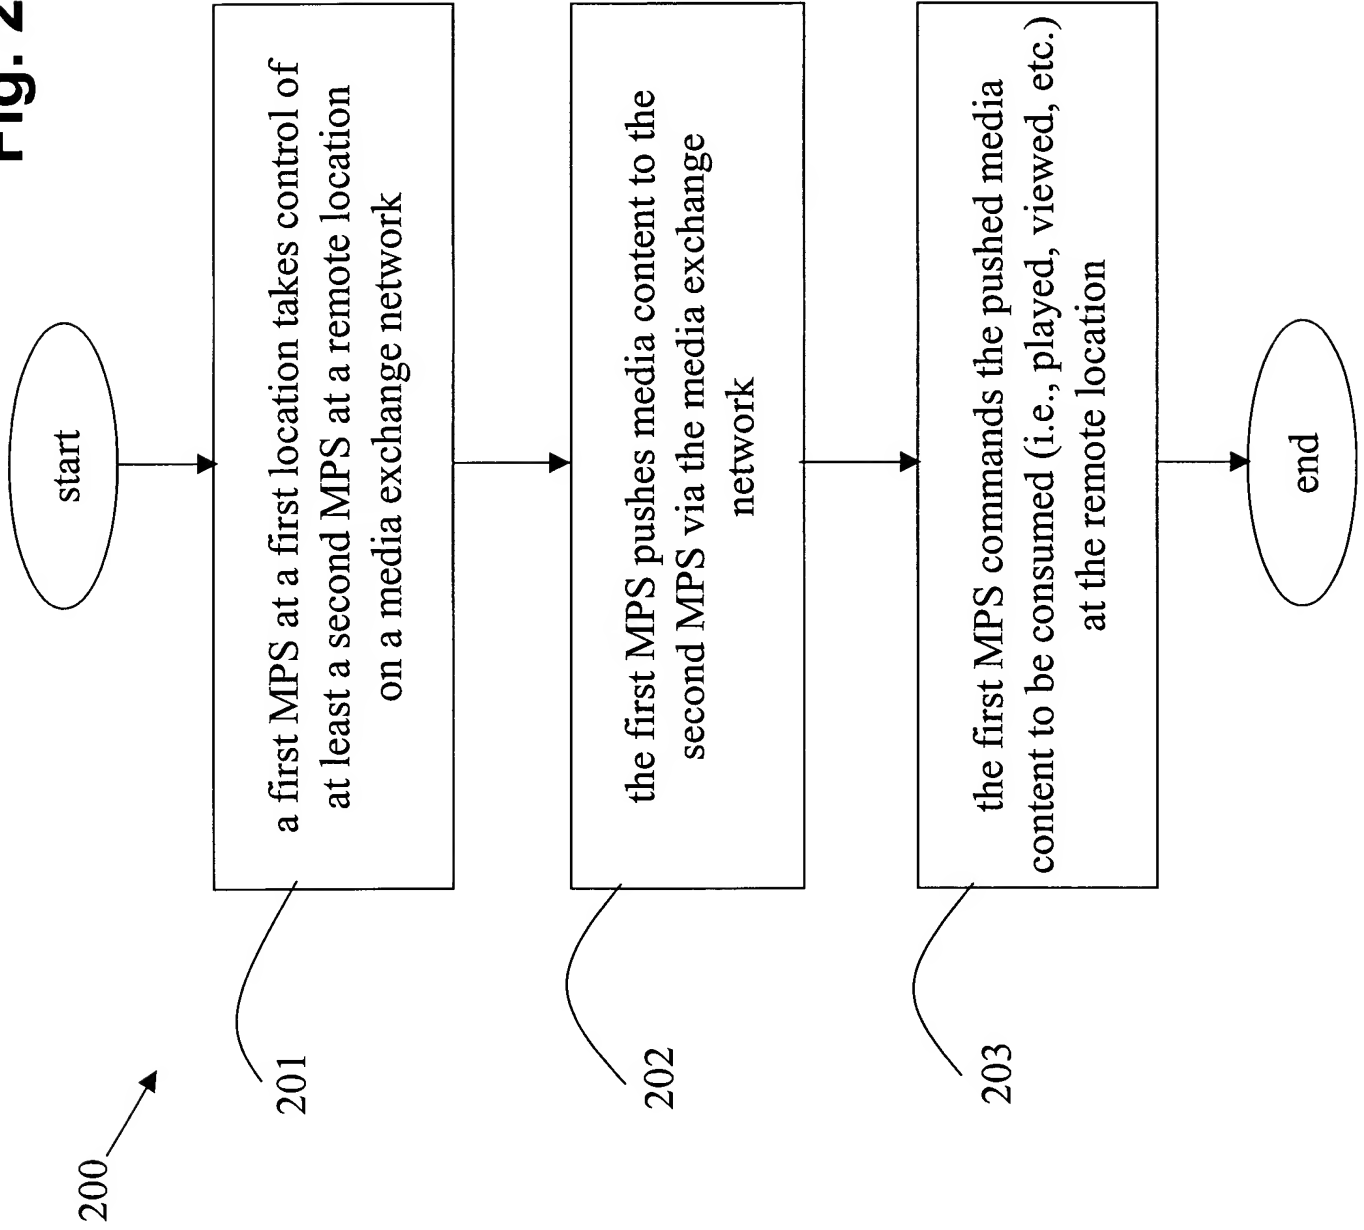 Fig. 2
200
start
201
a first MPS at a first location takes control of
at least a second MPS at a remote location
on a media exchange network
202
the first MPS pushes media content to the
second MPS via the media exchange
network
203
the first MPS commands the pushed media
content to be consumed (i.e., played, viewed, etc.)
at the remote location
end